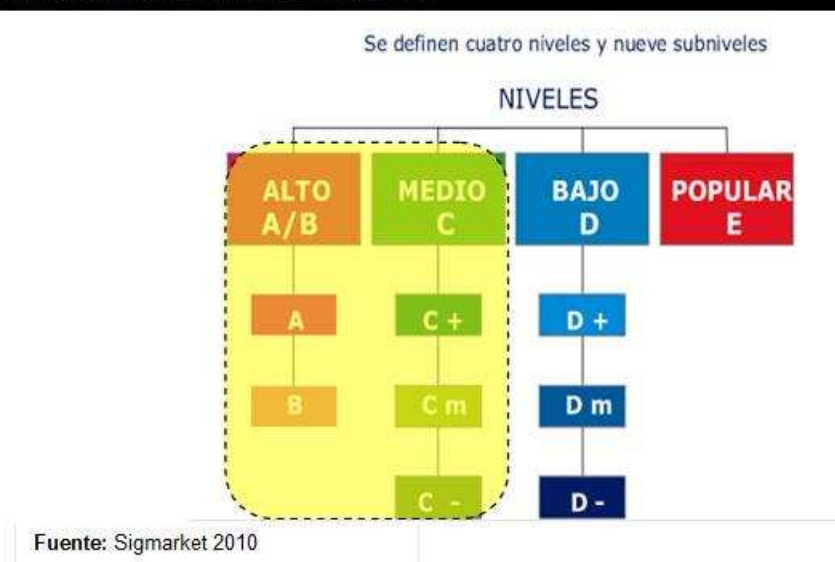 Se definen cuatro niveles y nueve subniveles
NIVELES
ALTO
A/B
MEDIO
C
BAJO
D
POPULAR
E
A
C +
D +
B
C m
D m
C -
D -
Fuente: Sigmarket 2010